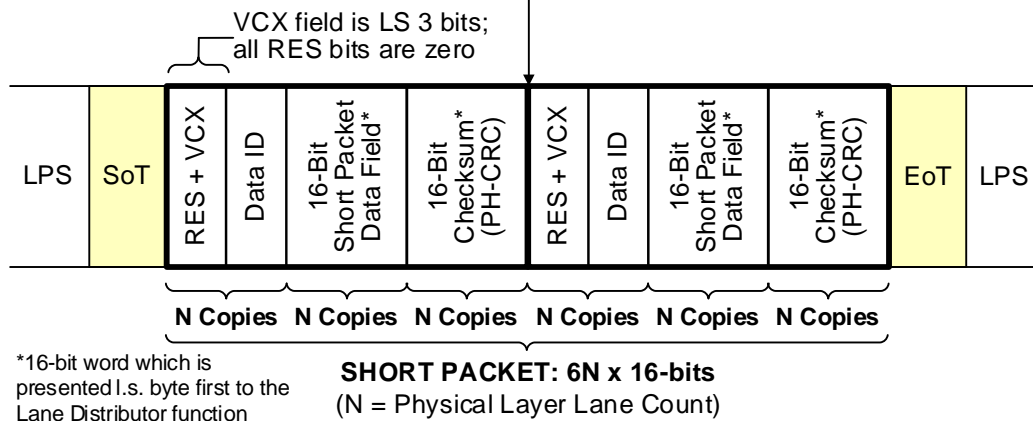 VCX field is LS 3 bits;
all RES bits are zero
LPS
SoT
RES + VCX
Data ID
16-Bit
Short Packet
Data Field*
16-Bit
Checksum*
(PH-CRC)
RES + VCX
Data ID
16-Bit
Short Packet
Data Field*
16-Bit
Checksum*
(PH-CRC)
EoT
LPS
N Copies N Copies N Copies N Copies N Copies N Copies
*16-bit word which is
presented l.s. byte first to the
Lane Distributor function
SHORT PACKET: 6N x 16-bits
(N = Physical Layer Lane Count)